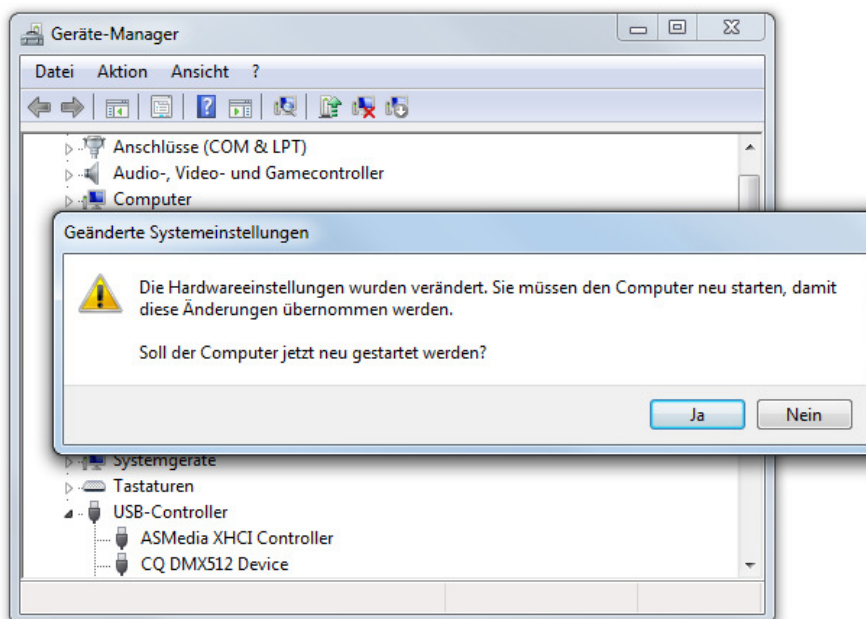 Geräte-Manager
Datei Aktion Ansicht ?
Anschlüsse (COM & LPT)
Audio-, Video- und Gamecontroller
Computer
Geänderte Systemeinstellungen
Die Hardwareeinstellungen wurden verändert. Sie müssen den Computer neu starten, damit
diese Änderungen übernommen werden.
Soll der Computer jetzt neu gestartet werden?
Ja Nein
Systemgeräte
Tastaturen
USB-Controller
ASMedia XHCI Controller
CQ DMX512 Device